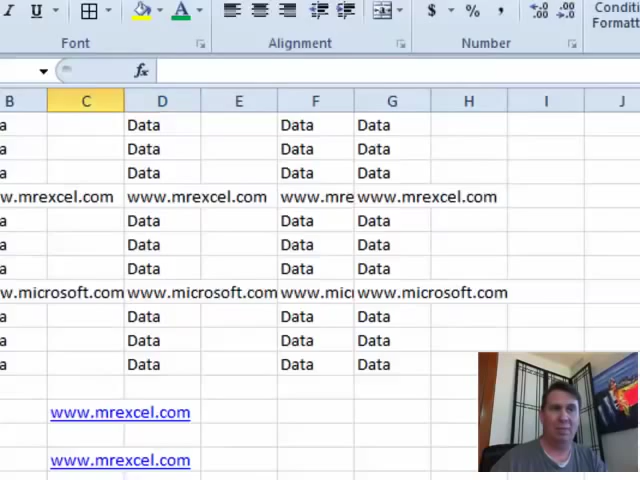 I U A $ % , .00 .0 Conditi
Font Alignment Number Formatti
fx
B C D E F G H I J
a Data Data Data
a Data Data Data
a Data Data Data
w.mrexcel.com www.mrexcel.com www.mre www.mrexcel.com
a Data Data Data
a Data Data Data
a Data Data Data
w.microsoft.com www.microsoft.com www.mic www.microsoft.com
a Data Data Data
a Data Data Data
a Data Data Data
www.mrexcel.com
www.mrexcel.com